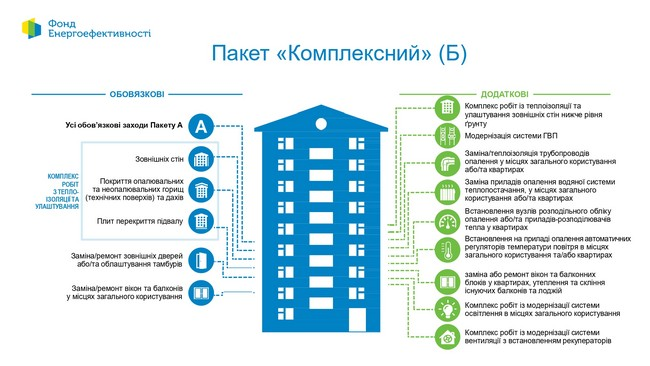 Фонд
Енергоефективності
Пакет «Комплексний» (Б)
ОБОВЯЗКОВІ
Усі обов'язкові заходи Пакету А
А
КОМПЛЕКС
РОБІТ
З ТЕПЛО-
ІЗОЛЯЦІЇ ТА
УЛАШТУВАННЯ
Зовнішніх стін
Покриття опалювальних
та неопалювальних горищ
(технічних поверхів) та дахів
Плит перекриття підвалу
Заміна/ремонт зовнішніх дверей
або/та облаштування тамбурів
Заміна/ремонт вікон та балконів
у місцях загального користування
ДОДАТКОВІ
Комплекс робіт із теплоізоляції та
улаштування зовнішніх стін нижче рівня
ґрунту
Модернізація системи ГВП
Заміна/теплоізоляція трубопроводів
опалення у місцях загального користування
або/та квартирах
Заміна приладів опалення водяної системи
теплопостачання, у місцях загального
користування або/та квартирах
Встановлення вузлів розподільного обліку
опалення або/та приладів-розподілювачів
тепла у квартирах
Встановлення на приладі опалення автоматичних
регуляторів температури повітря в місцях
загального користування та/або квартирах
заміна або ремонт вікон та балконних
блоків у квартирах, утеплення та скління
існуючих балконів та лоджій
Комплекс робіт із модернізації системи
освітлення в місцях загального користування
Комплекс робіт із модернізації системи
вентиляції з встановленням рекуператорів